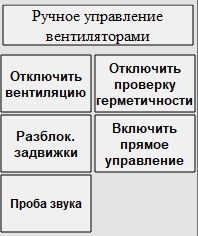 Ручное управление
вентиляторами
Отключить
вентиляцию
Отключить
проверку
герметичности
Разблок.
задвижки
Включить
прямое
управление
Проба звука